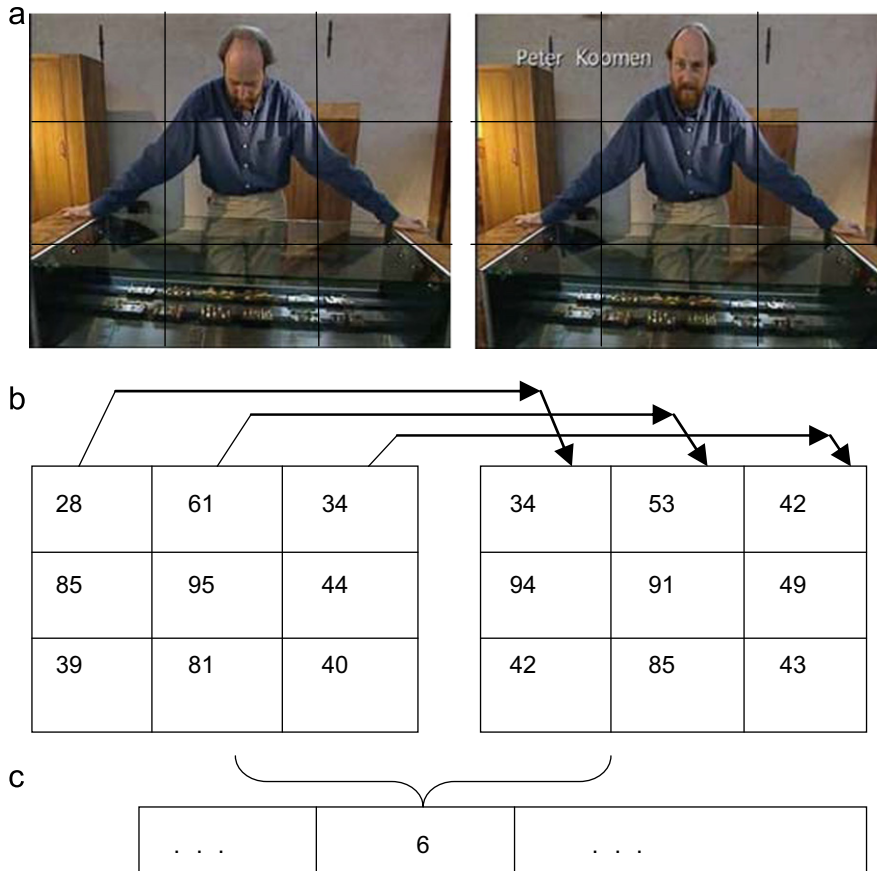 a
Peter Koomen
b
28 61 34 34 53 42
85 95 44 94 91 49
39 81 40 42 85 43
c
. . . 6 . . .